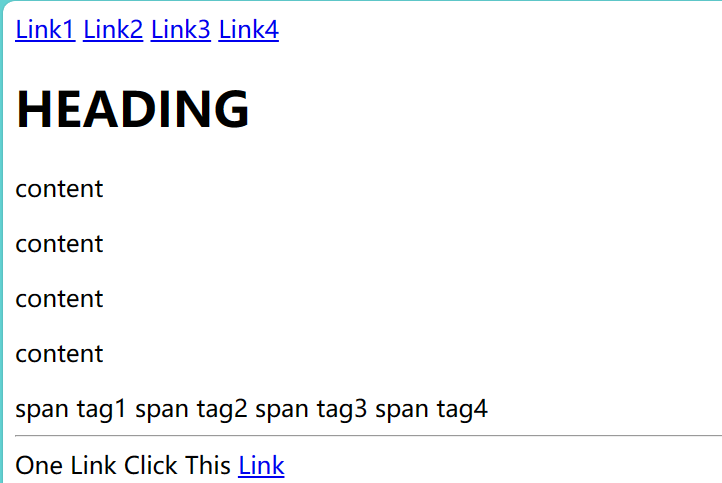 Link1 Link2 Link3 Link4
HEADING
content
content
content
content
span tag1 span tag2 span tag3 span tag4
One Link Click This Link